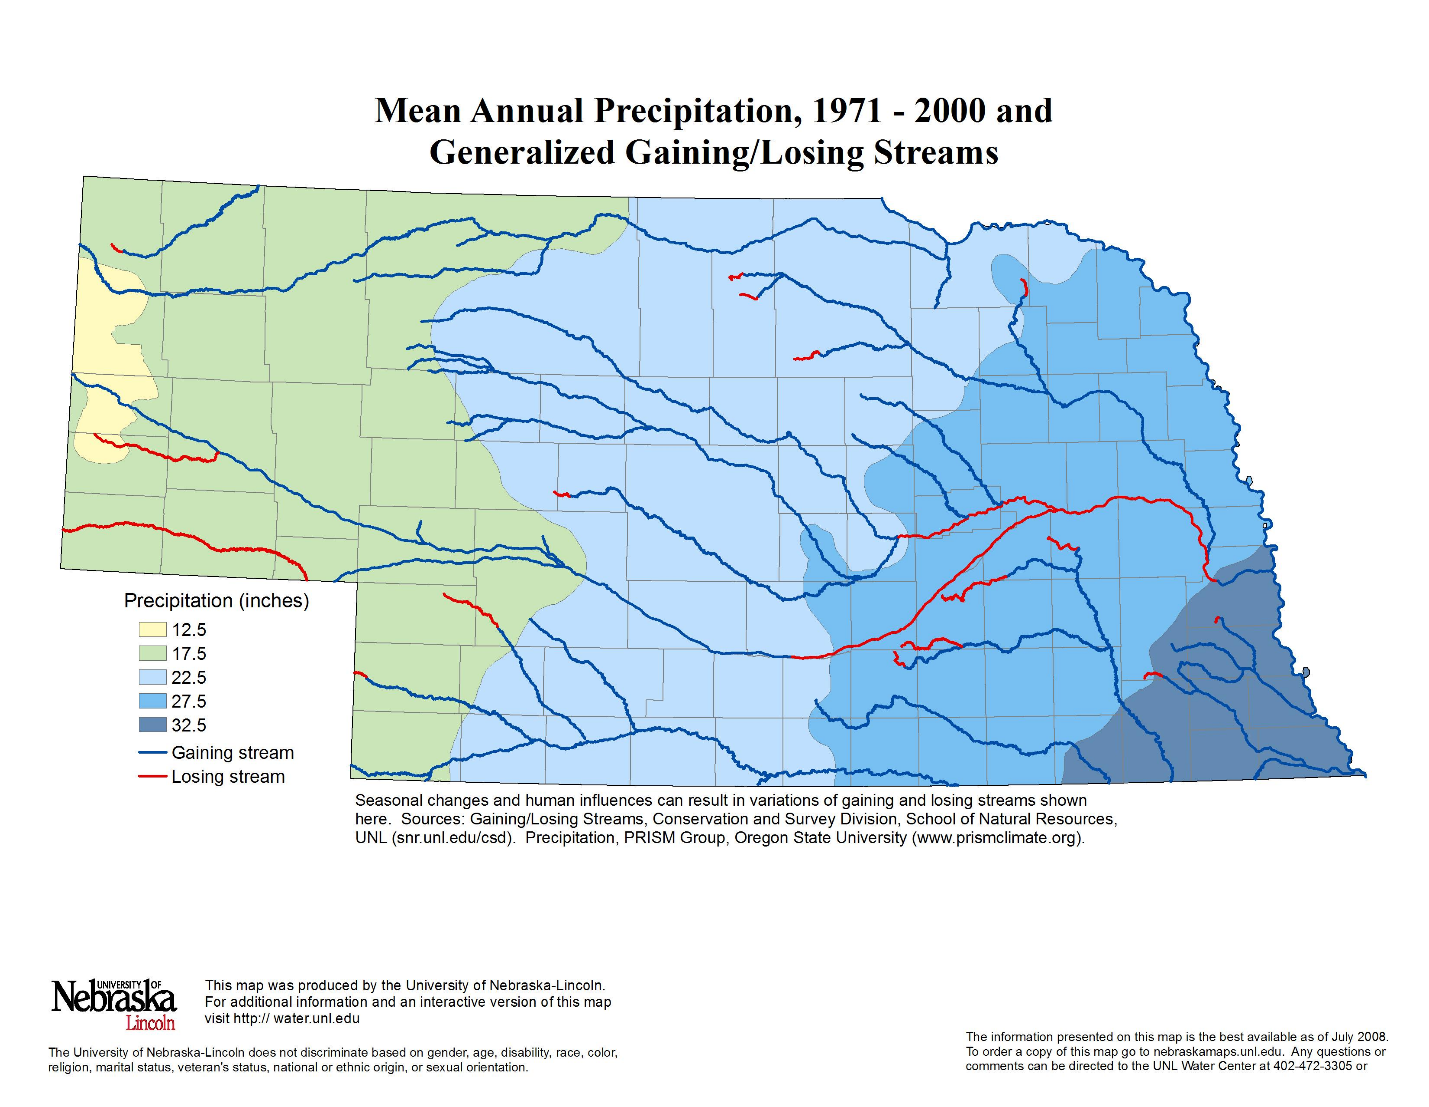 Mean Annual Precipitation, 1971 - 2000 and
Generalized Gaining/Losing Streams
Precipitation (inches)
12.5
17.5
22.5
27.5
32.5
Gaining stream
Losing stream
Seasonal changes and human influences can result in variations of gaining and losing streams shown
here.  Sources: Gaining/Losing Streams, Conservation and Survey Division, School of Natural Resources,
UNL (snr.unl.edu/csd).  Precipitation, PRISM Group, Oregon State University (www.prismclimate.org).
UNIVERSITY OF
Nebraska
Lincoln
This map was produced by the University of Nebraska-Lincoln.
For additional information and an interactive version of this map
visit http:// water.unl.edu
The University of Nebraska-Lincoln does not discriminate based on gender, age, disability, race, color,
religion, marital status, veteran's status, national or ethnic origin, or sexual orientation.
The information presented on this map is the best available as of July 2008.
To order a copy of this map go to nebraskamaps.unl.edu.  Any questions or
comments can be directed to the UNL Water Center at 402-472-3305 or